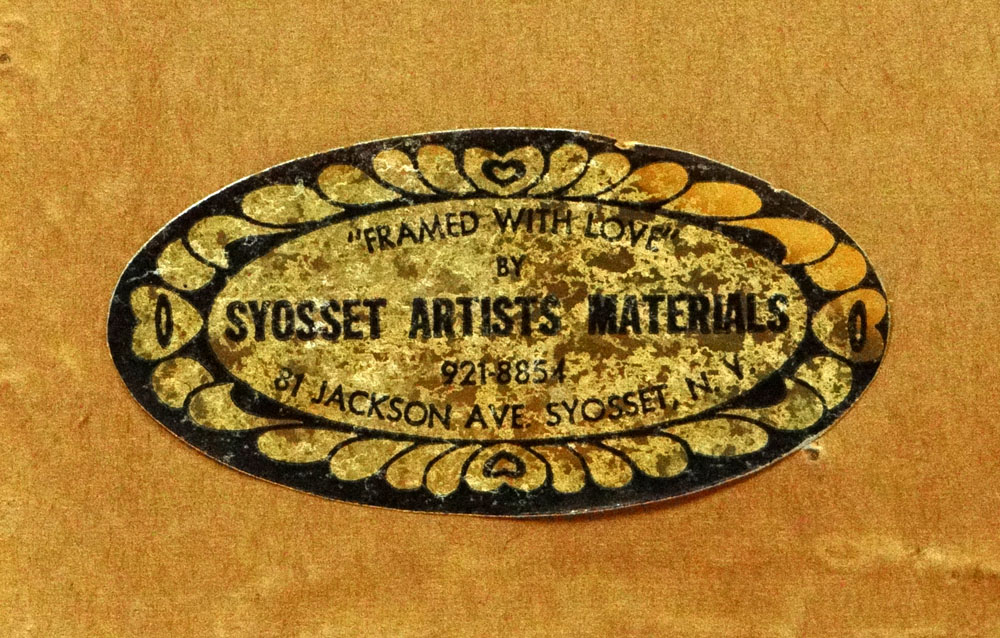 "FRAMED WITH LOVE"
BY
SYOSSET ARTISTS MATERIALS
921-8854
81 JACKSON AVE. SYOSSET, N.Y.